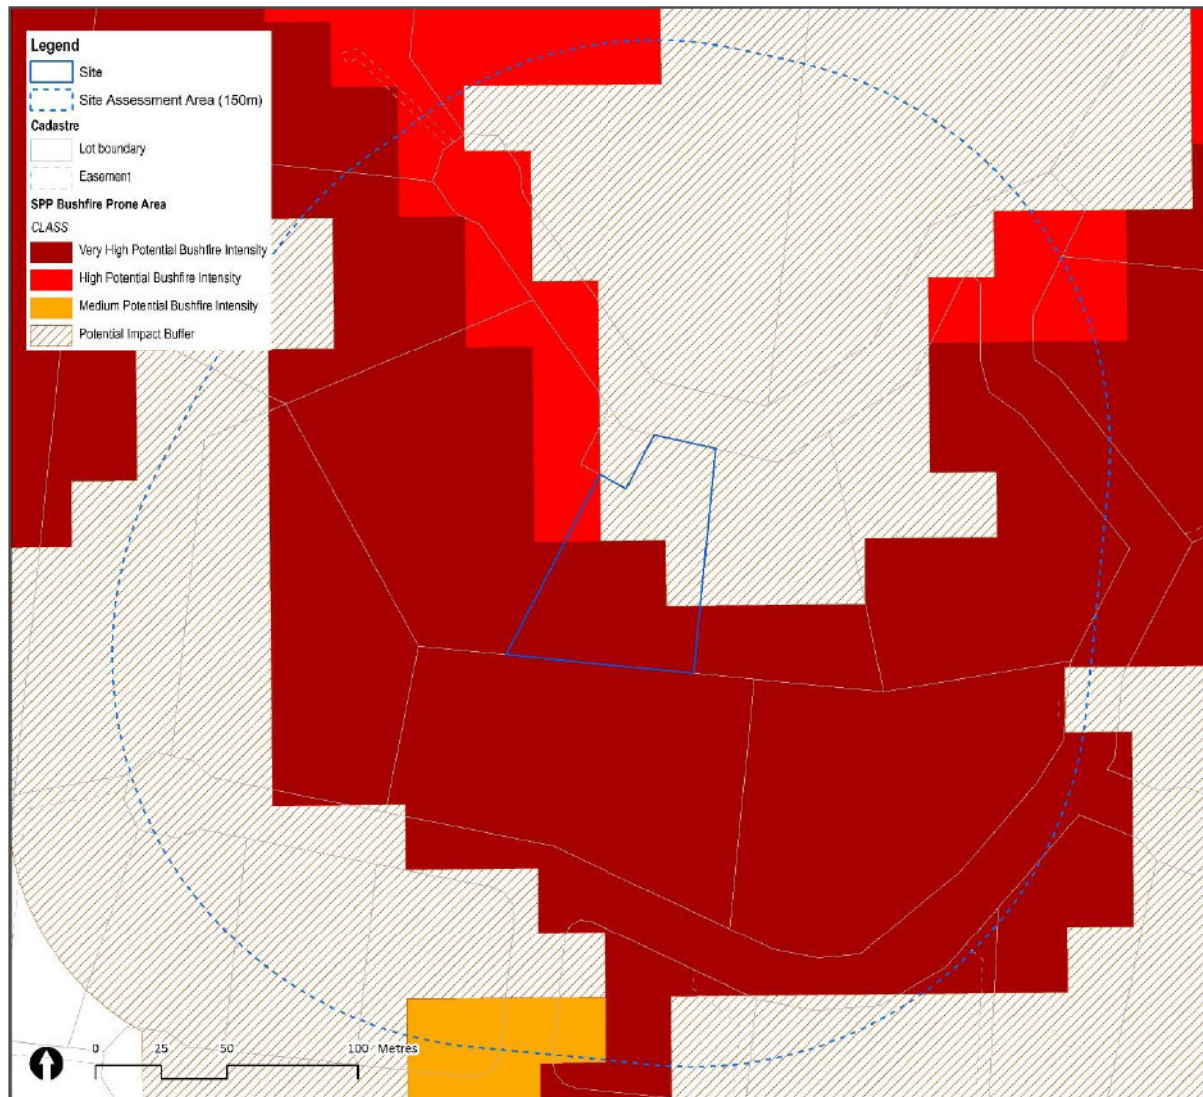 Legend
Site
Site Assessment Area (150m)
Cadastre
Lot boundary
Easement
SPP Bushfire Prone Area
CLASS
Very High Potential Bushfire Intensity
High Potential Bushfire Intensity
Medium Potential Bushfire Intensity
Potential Impact Buffer
0 25 50 100 Metres